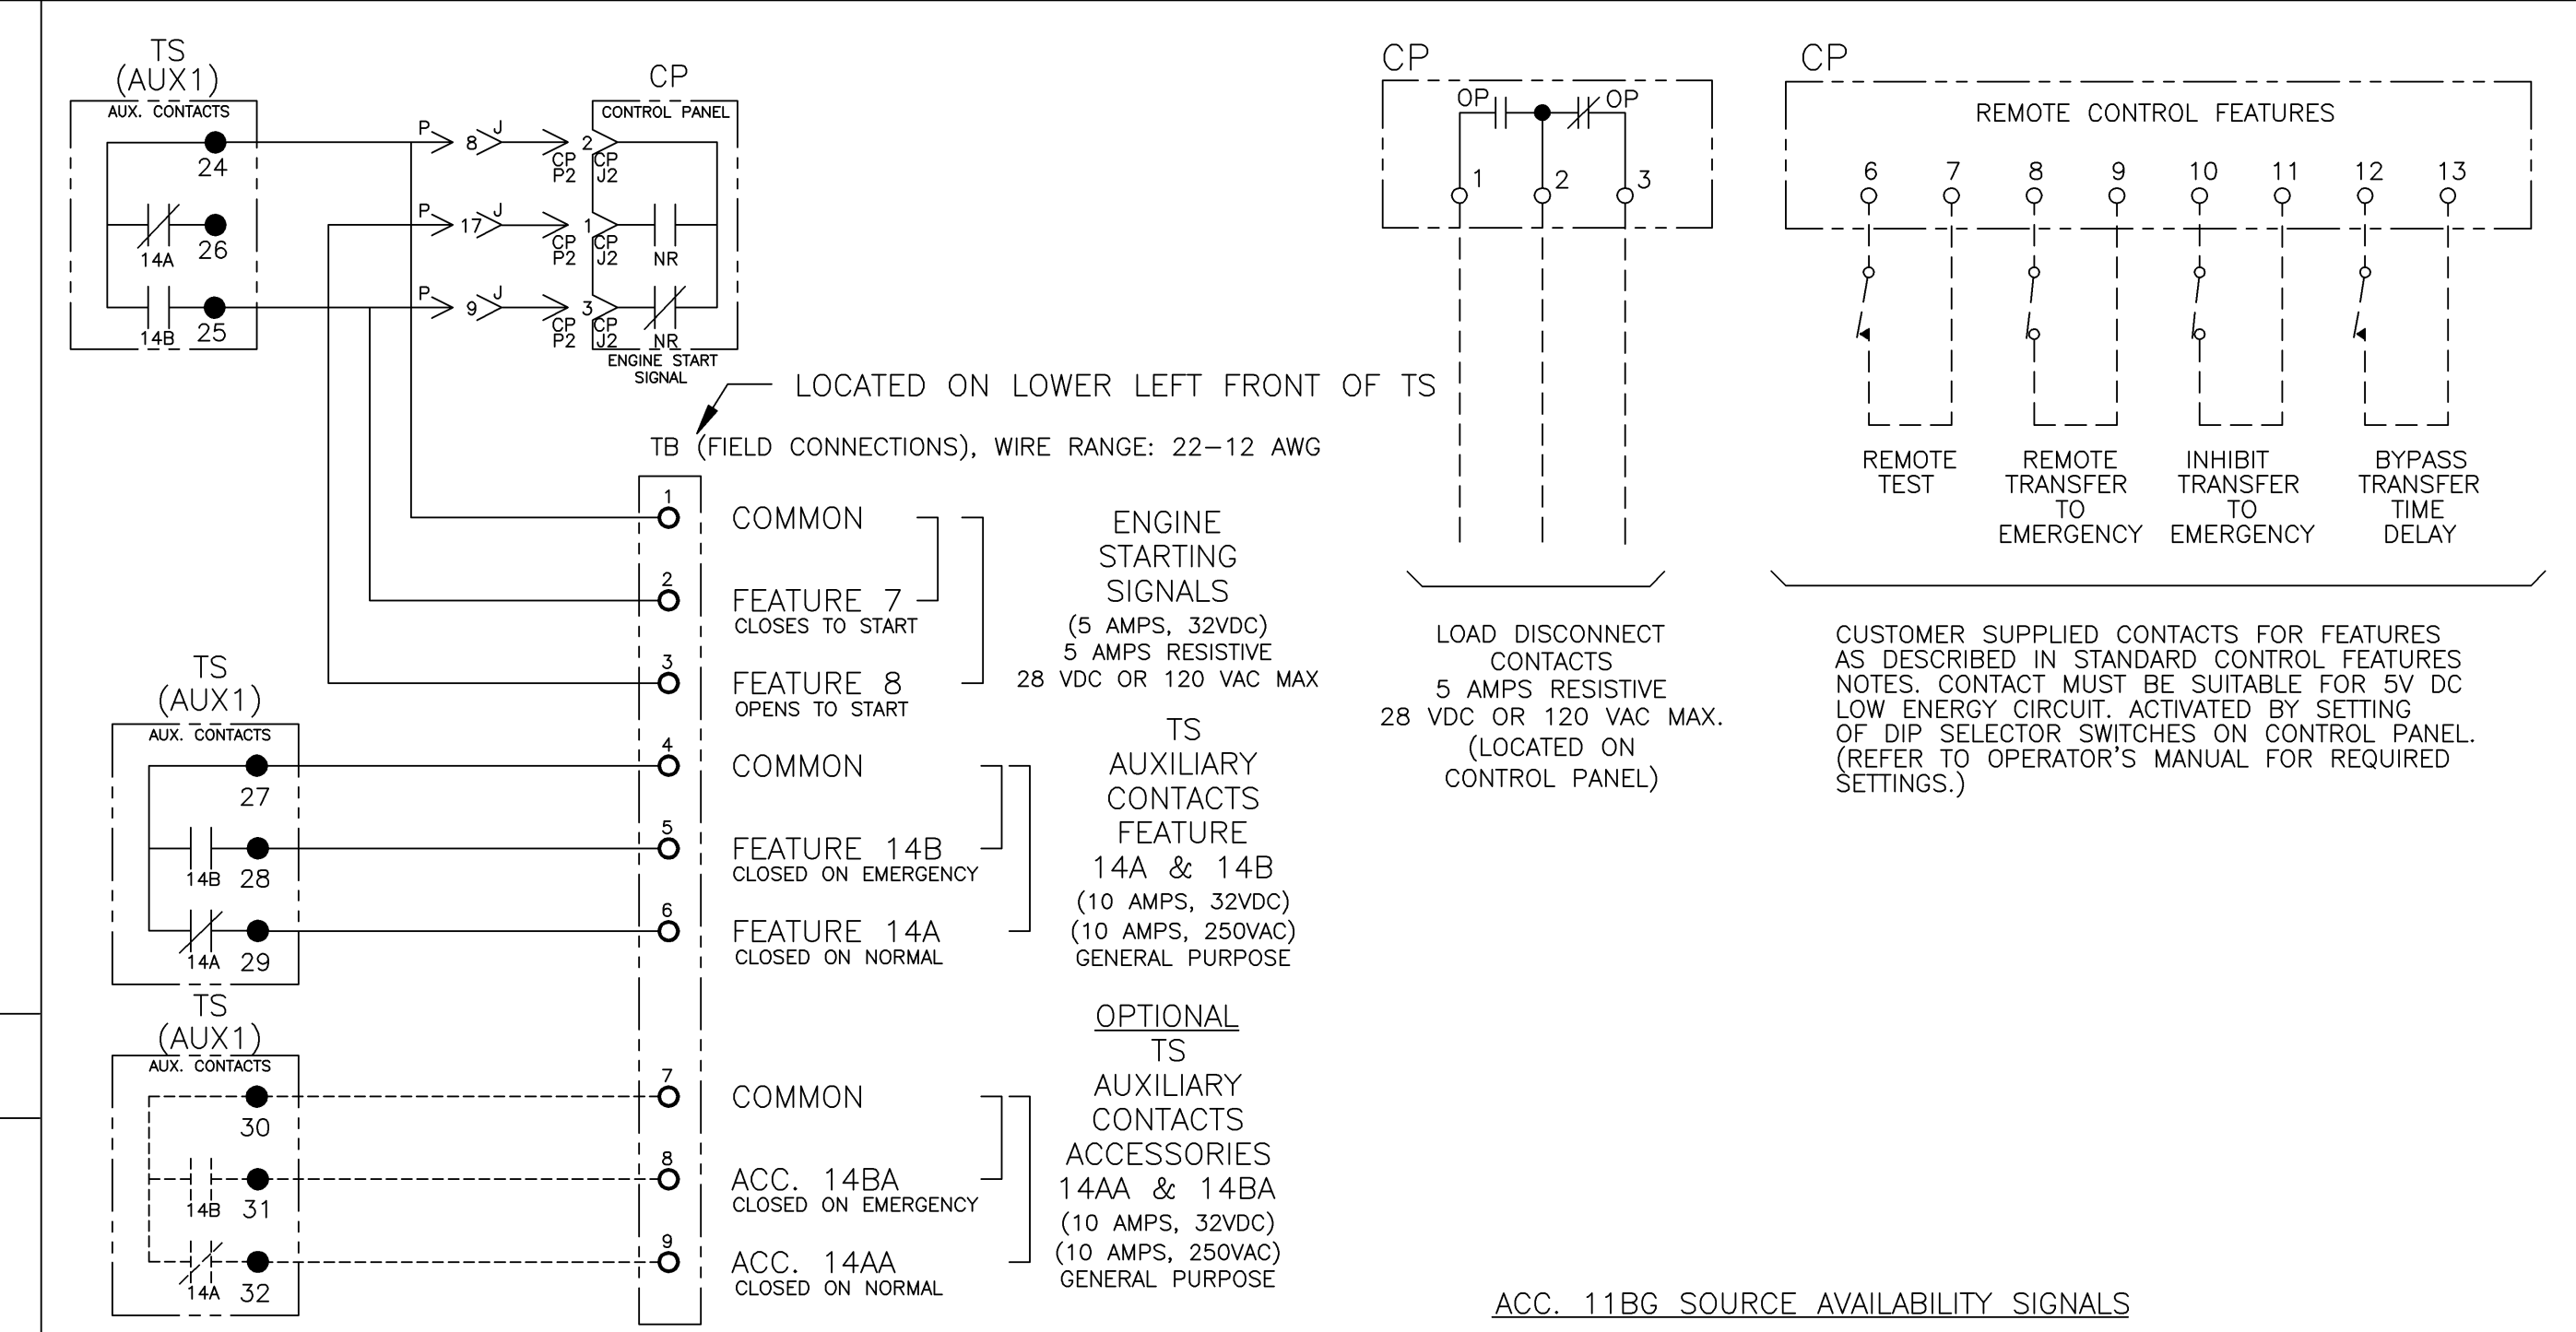 TS
(AUX1)
AUX. CONTACTS
24
26
14A
14B
25
P
8
J
CP
P2
2
CP
J2
P
17
J
CP
P2
1
CP
J2
NR
P
9
J
CP
P2
3
CP
J2
NR
CP
CONTROL PANEL
ENGINE START
SIGNAL
LOCATED ON LOWER LEFT FRONT OF TS
TB (FIELD CONNECTIONS), WIRE RANGE: 22-12 AWG
1
COMMON
2
FEATURE 7
CLOSES TO START
3
FEATURE 8
OPENS TO START
ENGINE
STARTING
SIGNALS
(5 AMPS, 32VDC)
5 AMPS RESISTIVE
28 VDC OR 120 VAC MAX
TS
(AUX1)
AUX. CONTACTS
27
14B
28
14A
29
4
COMMON
5
FEATURE 14B
CLOSED ON EMERGENCY
6
FEATURE 14A
CLOSED ON NORMAL
TS
AUXILIARY
CONTACTS
FEATURE
14A & 14B
(10 AMPS, 32VDC)
(10 AMPS, 250VAC)
GENERAL PURPOSE
TS
(AUX1)
AUX. CONTACTS
30
14B
31
14A
32
7
COMMON
8
ACC. 14BA
CLOSED ON EMERGENCY
9
ACC. 14AA
CLOSED ON NORMAL
OPTIONAL
TS
AUXILIARY
CONTACTS
ACCESSORIES
14AA & 14BA
(10 AMPS, 32VDC)
(10 AMPS, 250VAC)
GENERAL PURPOSE
CP
OP
OP
1
2
3
LOAD DISCONNECT
CONTACTS
5 AMPS RESISTIVE
28 VDC OR 120 VAC MAX.
(LOCATED ON
CONTROL PANEL)
CP
REMOTE CONTROL FEATURES
6 7 8 9 10 11 12 13
REMOTE
TEST
REMOTE
TRANSFER
TO
EMERGENCY
INHIBIT
TRANSFER
TO
EMERGENCY
BYPASS
TRANSFER
TIME
DELAY
CUSTOMER SUPPLIED CONTACTS FOR FEATURES
AS DESCRIBED IN STANDARD CONTROL FEATURES
NOTES. CONTACT MUST BE SUITABLE FOR 5V DC
LOW ENERGY CIRCUIT. ACTIVATED BY SETTING
OF DIP SELECTOR SWITCHES ON CONTROL PANEL.
(REFER TO OPERATOR'S MANUAL FOR REQUIRED
SETTINGS.)
ACC. 11BG SOURCE AVAILABILITY SIGNALS